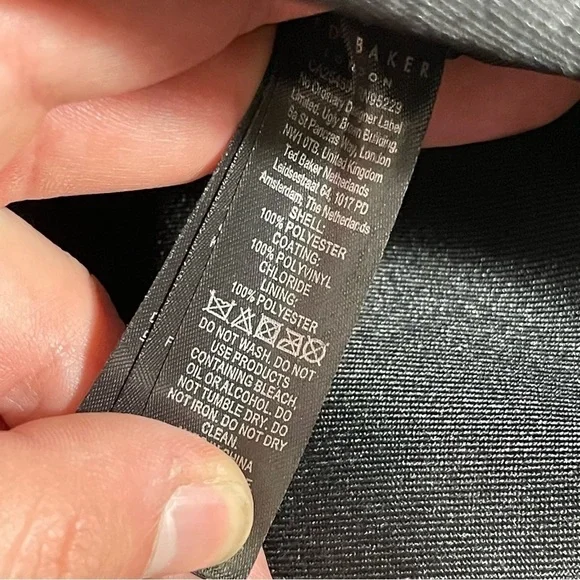 BAKER
No Ordinary Designer Label
Limited, Ugly Brown Building,
6a St Pancras Way, London
NW1 0TB, United Kingdom
Ted Baker Netherlands
Leidsestraat 64, 1017 PD
Amsterdam, The Netherlands
SHELL:
100% POLYESTER
COATING:
100% POLYVINYL
CHLORIDE
LINING:
100% POLYESTER
DO NOT WASH. DO NOT
USE PRODUCTS
CONTAINING BLEACH,
OIL OR ALCOHOL. DO
NOT TUMBLE DRY. DO
NOT IRON. DO NOT DRY
CLEAN.